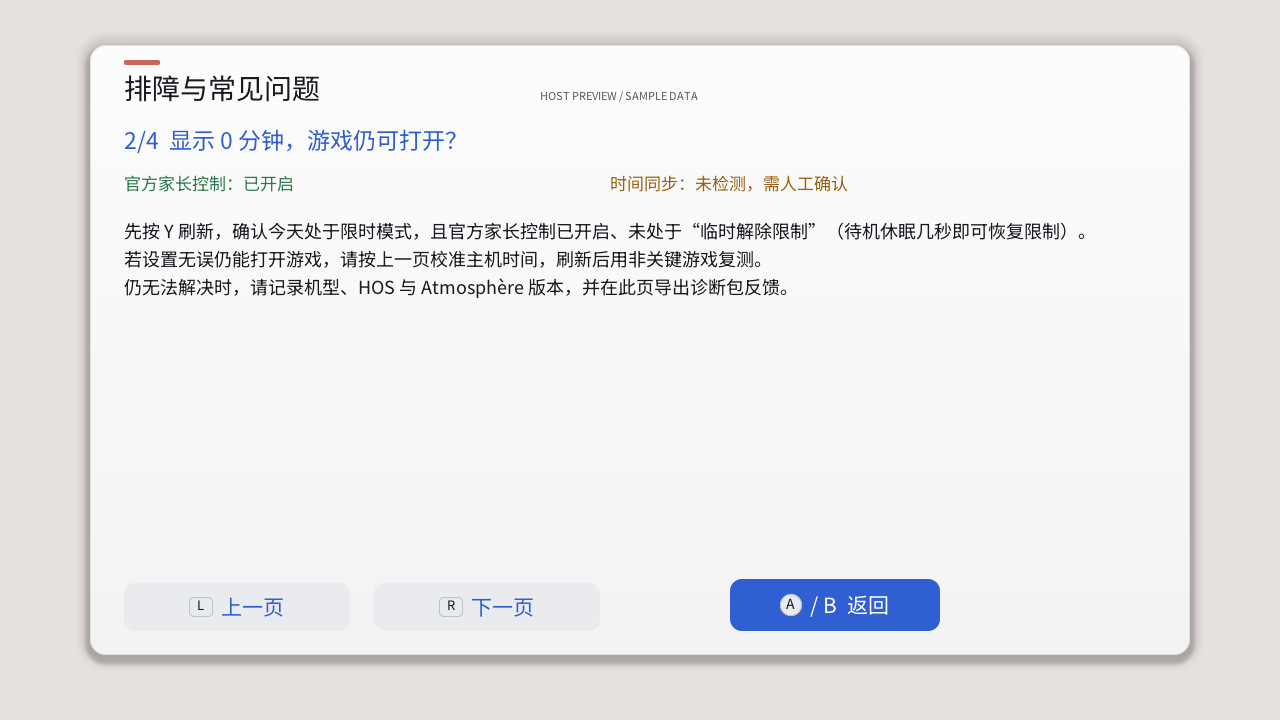 排障与常见问题
HOST PREVIEW / SAMPLE DATA
2/4 显示 0 分钟，游戏仍可打开？
官方家长控制：已开启
时间同步：未检测，需人工确认
先按 Y 刷新，确认今天处于限时模式，且官方家长控制已开启、未处于“临时解除限制”（待机休眠几秒即可恢复限制）。
若设置无误仍能打开游戏，请按上一页校准主机时间，刷新后用非关键游戏复测。
仍无法解决时，请记录机型、HOS 与 Atmosphère 版本，并在此页导出诊断包反馈。
L 上一页
R 下一页
A / B 返回